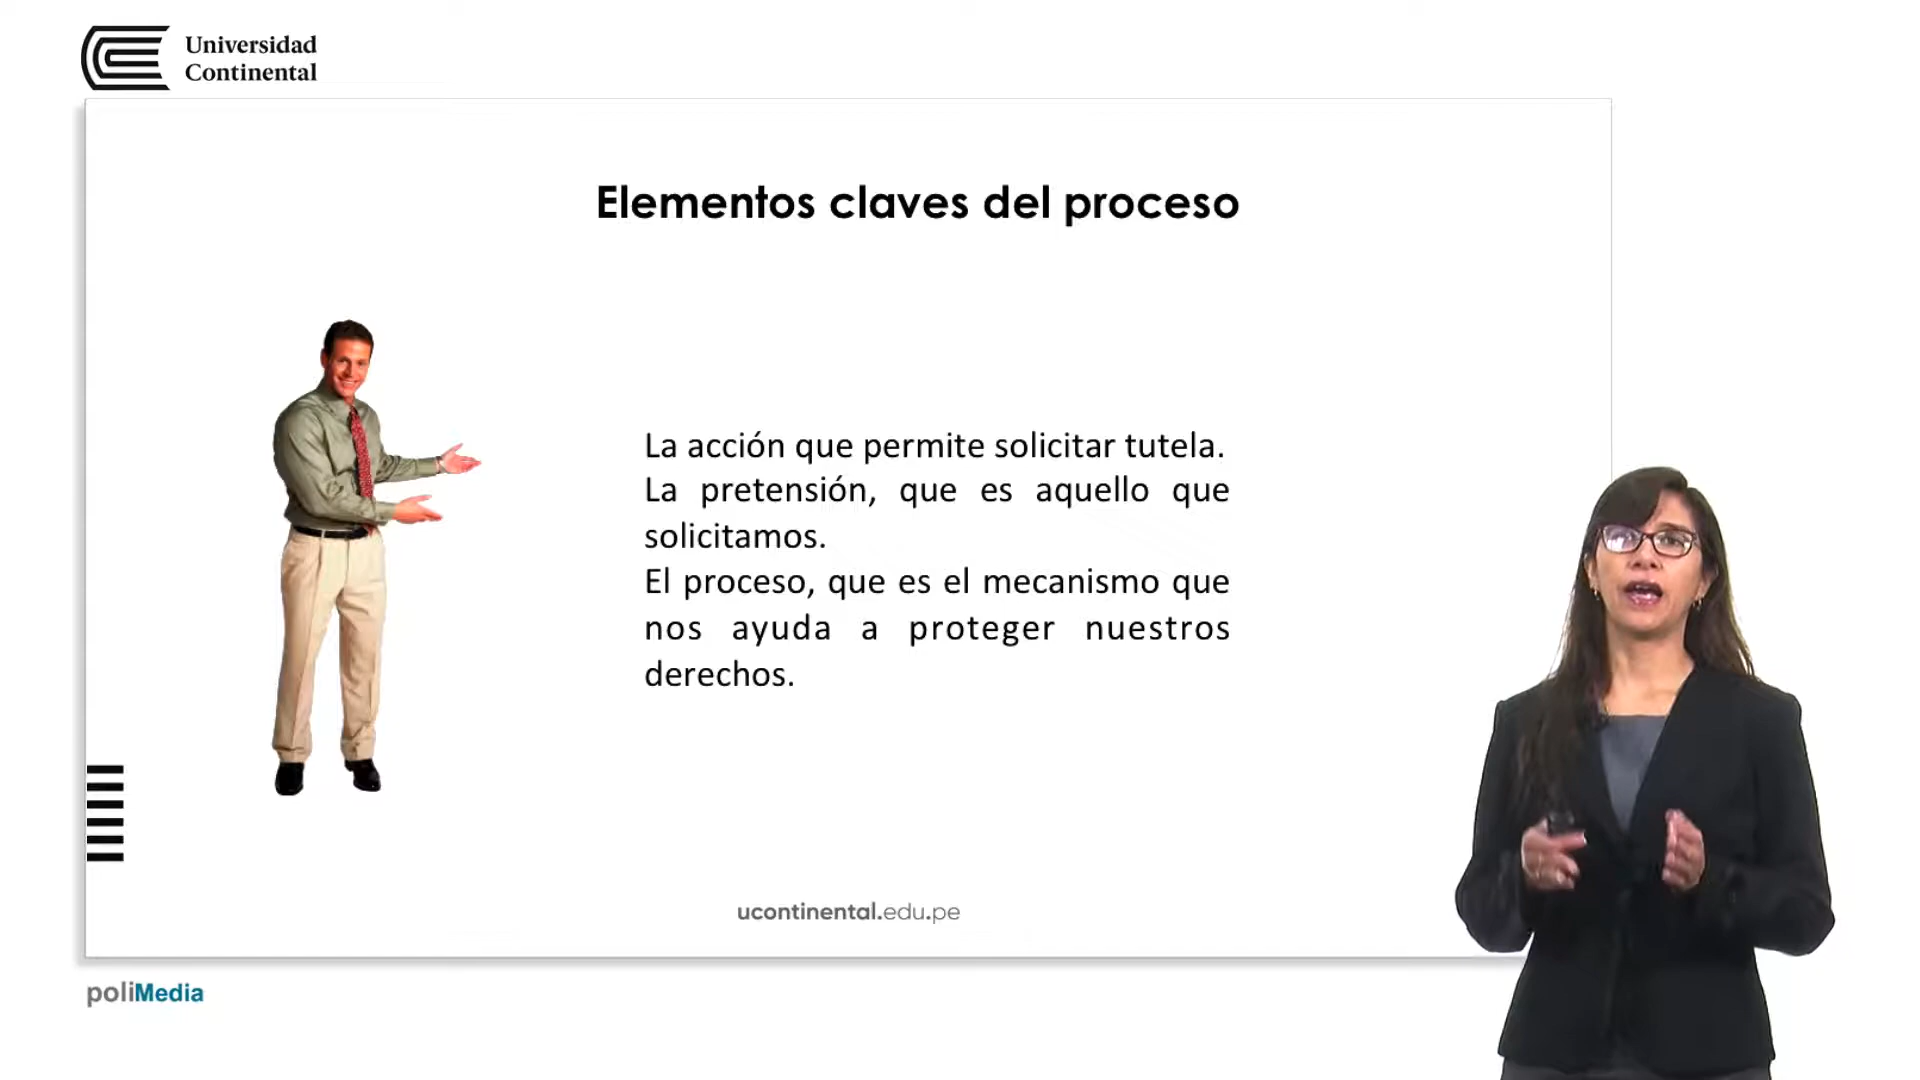 Universidad
Continental
Elementos claves del proceso
La acción que permite solicitar tutela.
La pretensión, que es aquello que
solicitamos.
El proceso, que es el mecanismo que
nos ayuda a proteger nuestros
derechos.
ucontinental.edu.pe
poliMedia